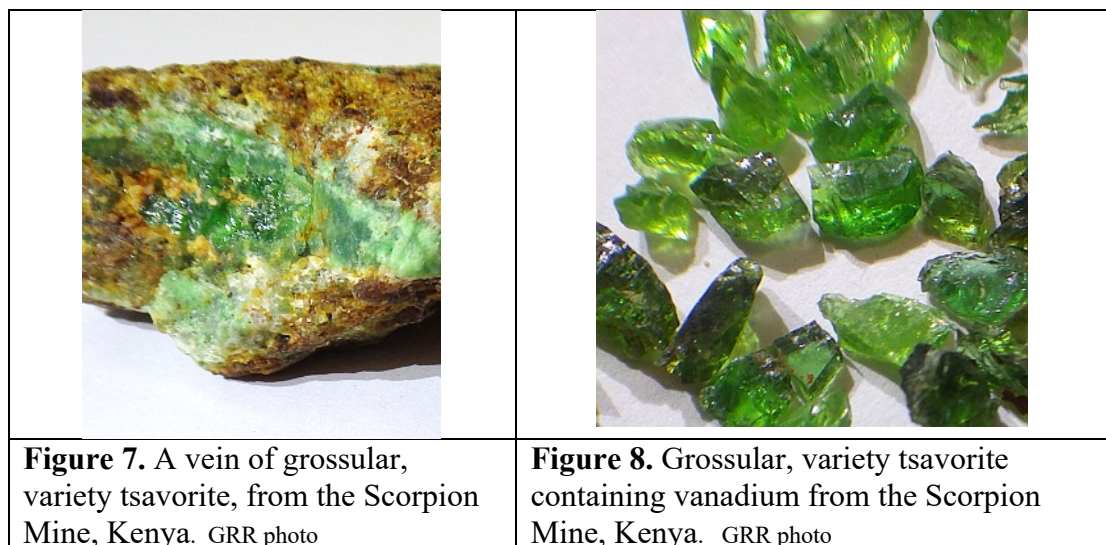 Figure 7. A vein of grossular,
variety tsavorite, from the Scorpion
Mine, Kenya. GRR photo
Figure 8. Grossular, variety tsavorite
containing vanadium from the Scorpion
Mine, Kenya. GRR photo